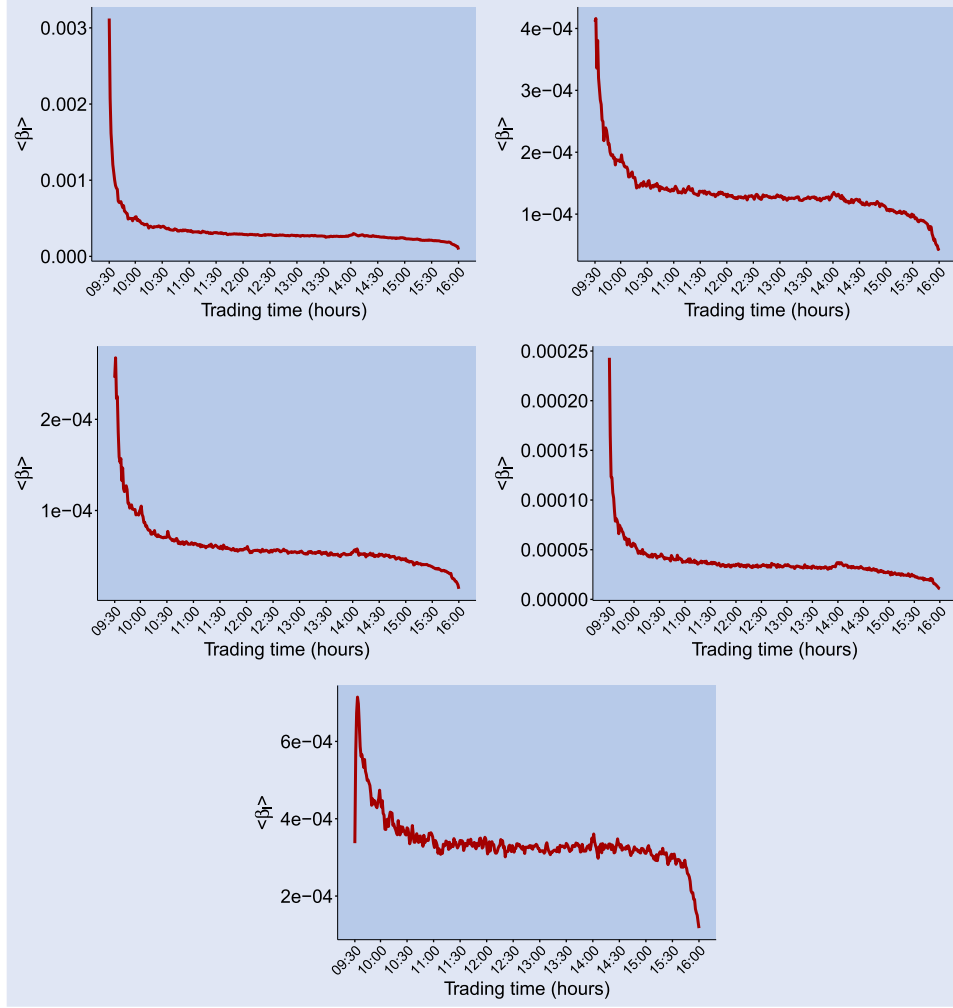 0.003
0.002
0.001
0.000
<βI>
09:30 10:00 10:30 11:00 11:30 12:00 12:30 13:00 13:30 14:00 14:30 15:00 15:30 16:00
Trading time (hours)
4e−04
3e−04
2e−04
1e−04
<βI>
09:30 10:00 10:30 11:00 11:30 12:00 12:30 13:00 13:30 14:00 14:30 15:00 15:30 16:00
Trading time (hours)
2e−04
1e−04
<βI>
09:30 10:00 10:30 11:00 11:30 12:00 12:30 13:00 13:30 14:00 14:30 15:00 15:30 16:00
Trading time (hours)
0.00025
0.00020
0.00015
0.00010
0.00005
0.00000
<βI>
09:30 10:00 10:30 11:00 11:30 12:00 12:30 13:00 13:30 14:00 14:30 15:00 15:30 16:00
Trading time (hours)
6e−04
4e−04
2e−04
<βI>
09:30 10:00 10:30 11:00 11:30 12:00 12:30 13:00 13:30 14:00 14:30 15:00 15:30 16:00
Trading time (hours)